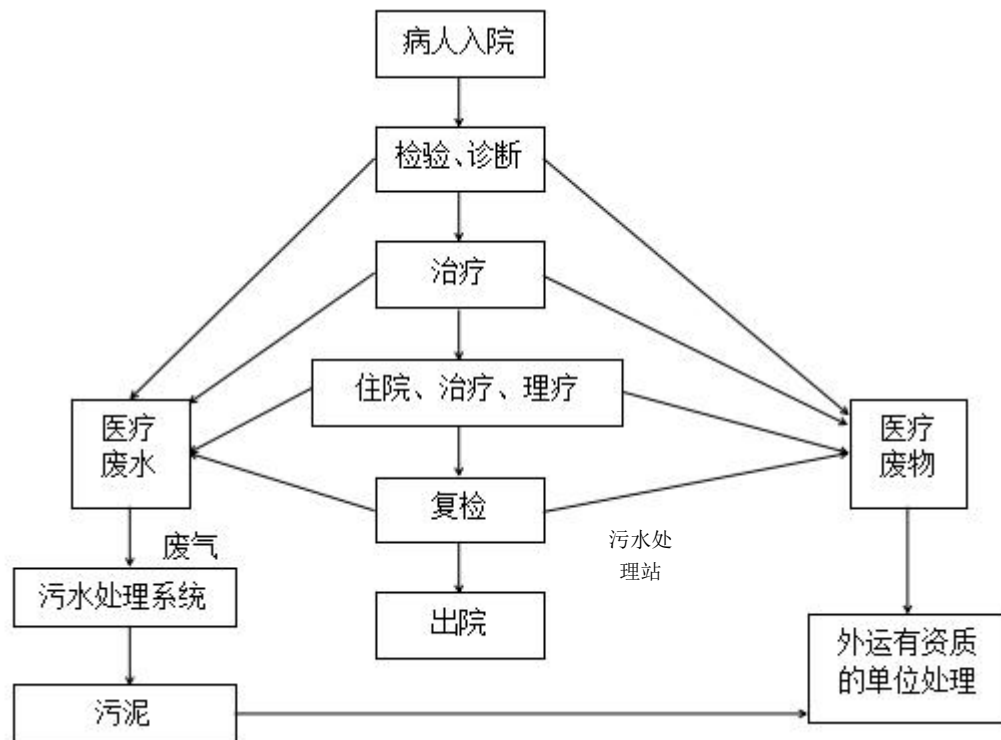 病人入院
检验、诊断
治疗
住院、治疗、理疗
医疗
废水
医疗
废物
复检
废气
污水处
理站
污水处理系统
出院
外运有资质
的单位处理
污泥